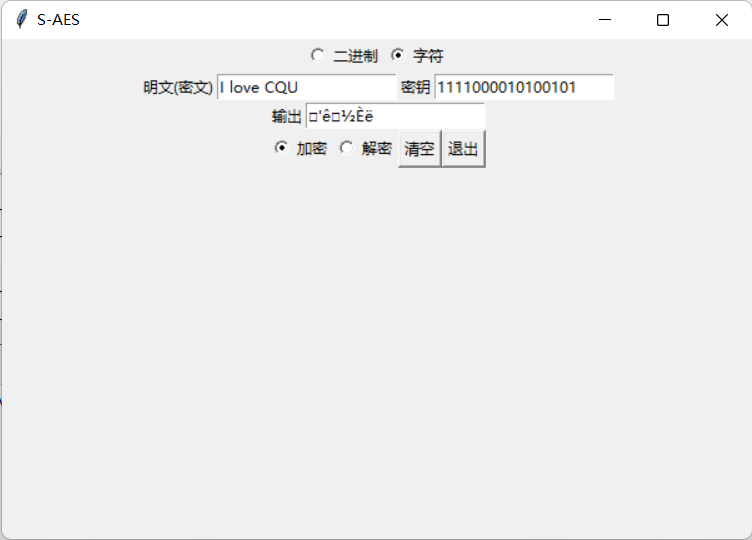 S-AES
二进制 字符
明文(密文) I love CQU 密钥 1111000010100101
输出 □'ê□½Èë
加密 解密 清空 退出